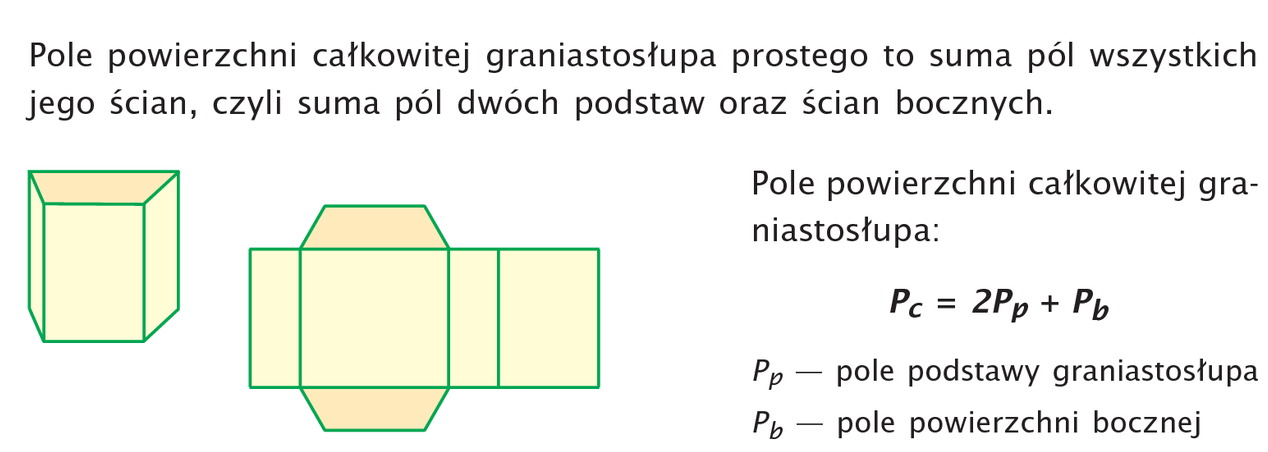 Pole powierzchni całkowitej graniastosłupa prostego to suma pól wszystkich
jego ścian, czyli suma pól dwóch podstaw oraz ścian bocznych.
Pole powierzchni całkowitej gra-
niastosłupa:
Pc = 2Pp + Pb
Pp — pole podstawy graniastosłupa
Pb — pole powierzchni bocznej